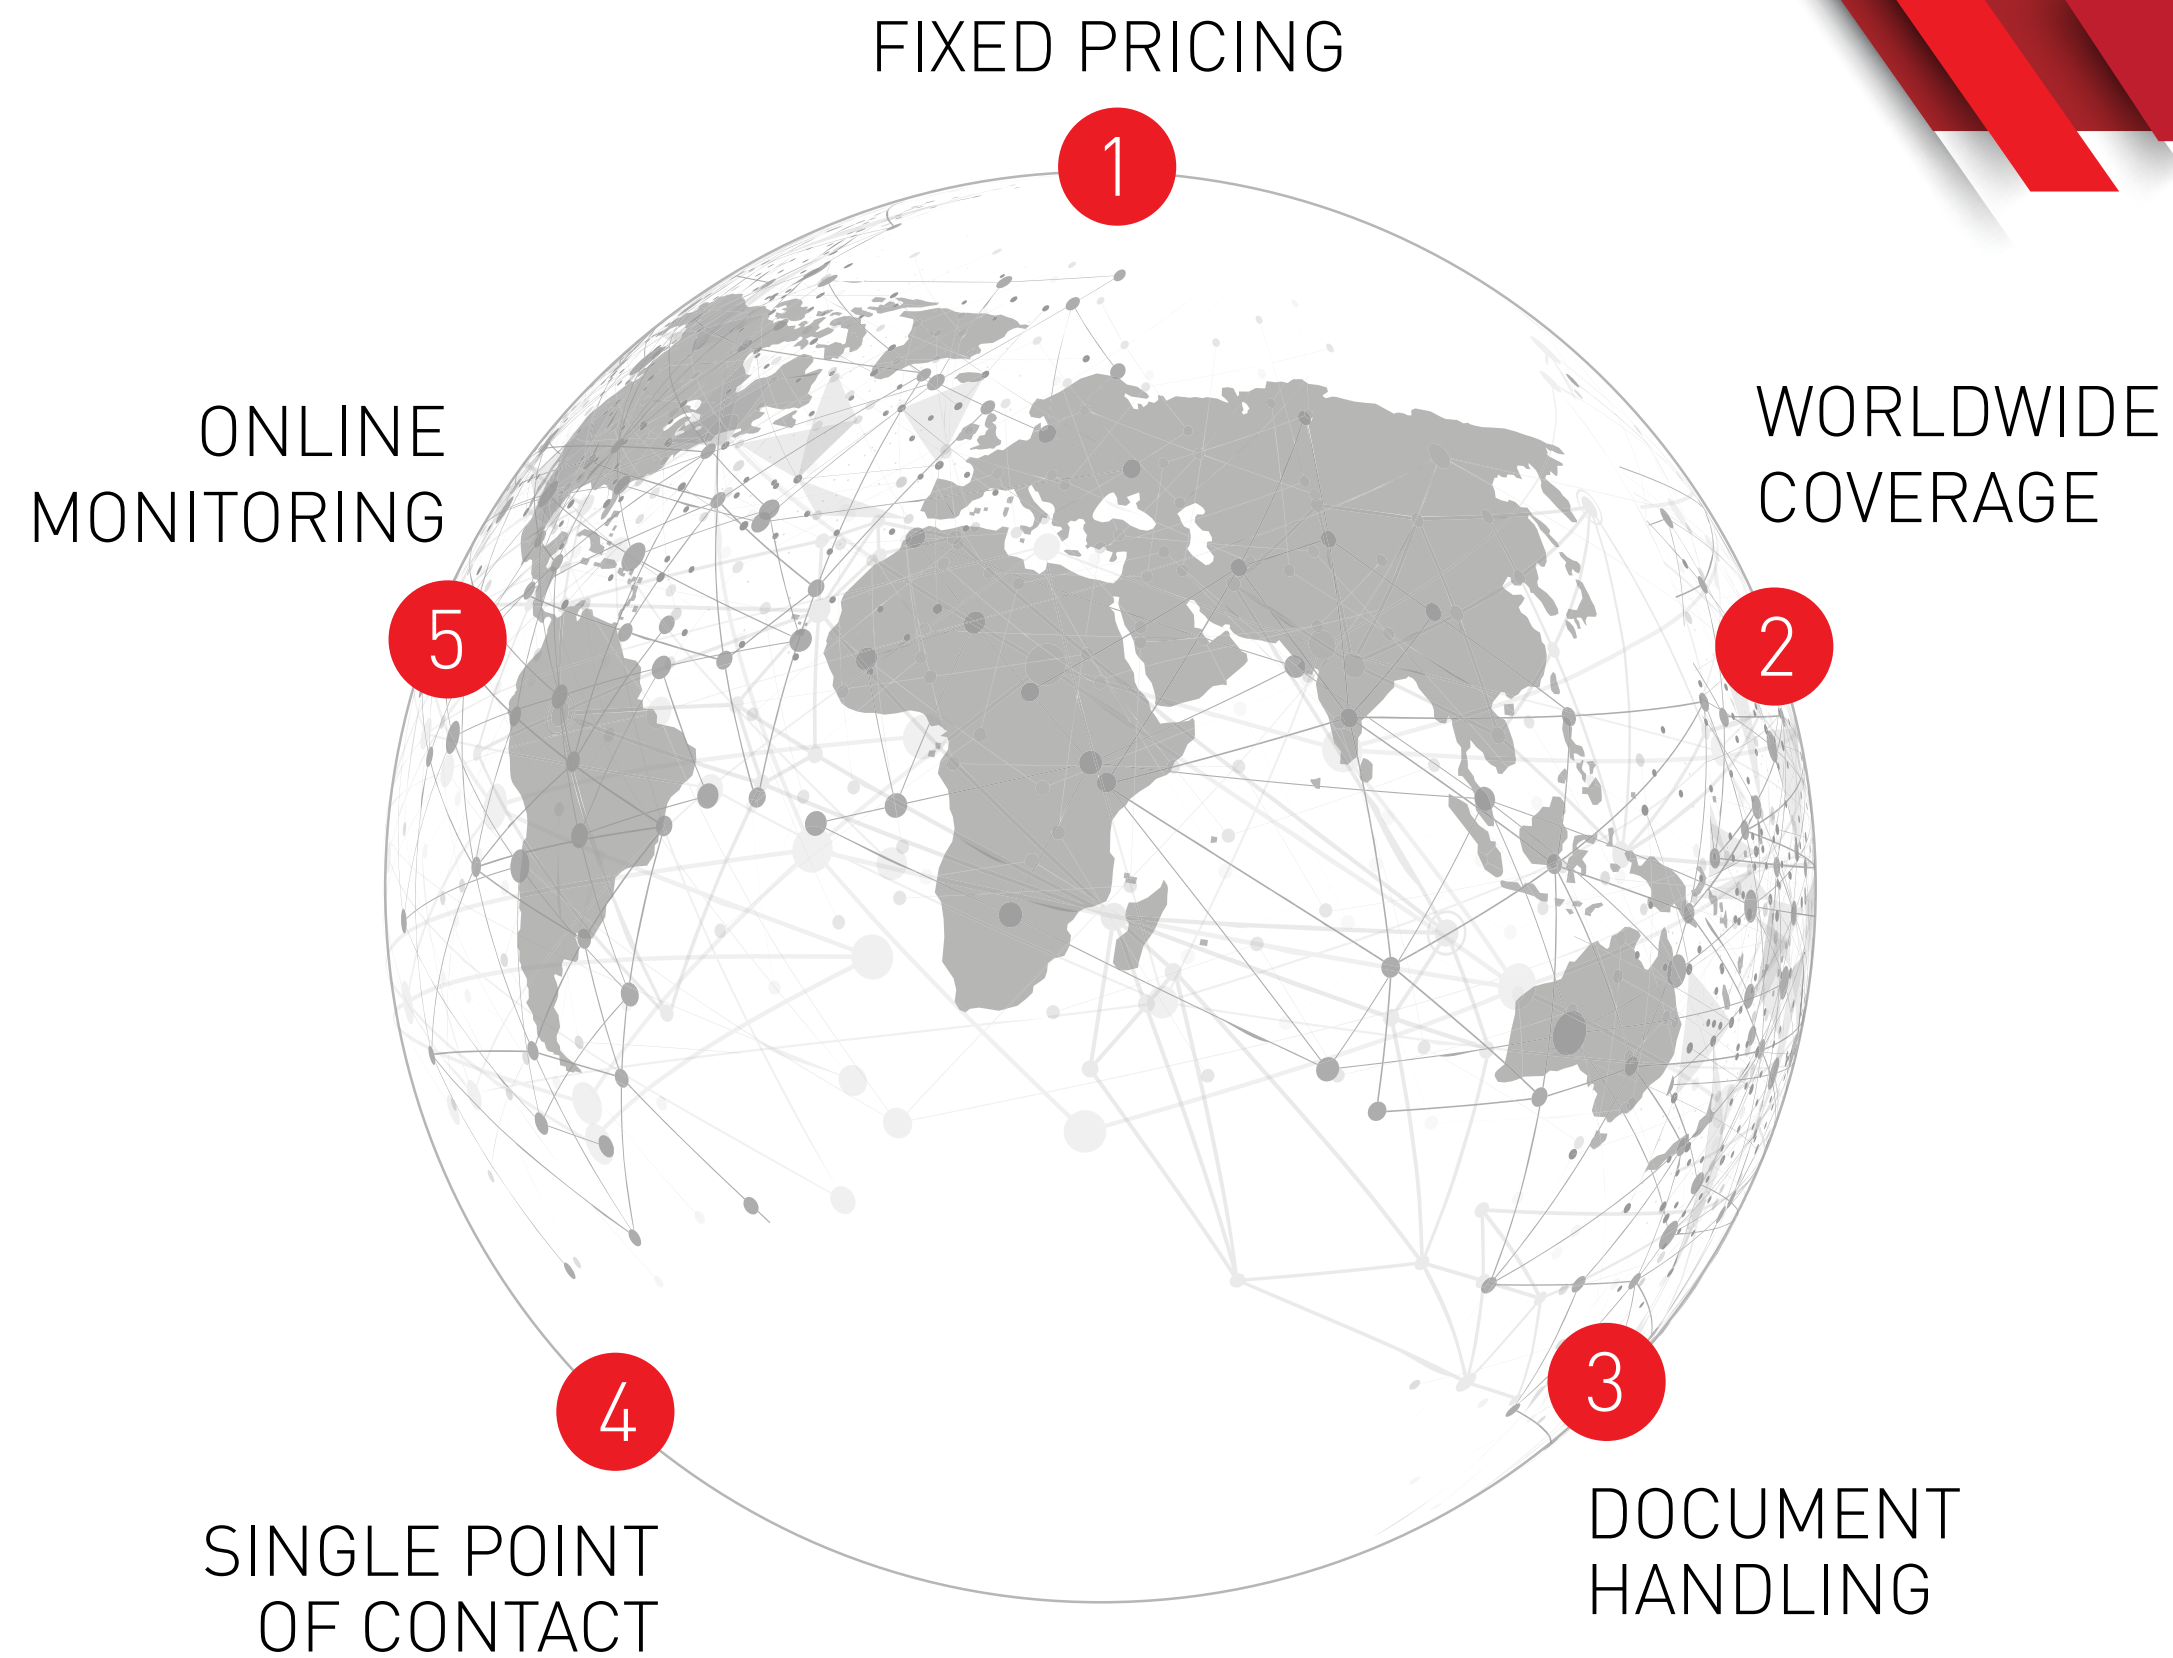 FIXED PRICING
1
WORLDWIDE
COVERAGE
2
3
DOCUMENT
HANDLING
4
SINGLE POINT
OF CONTACT
ONLINE
MONITORING
5